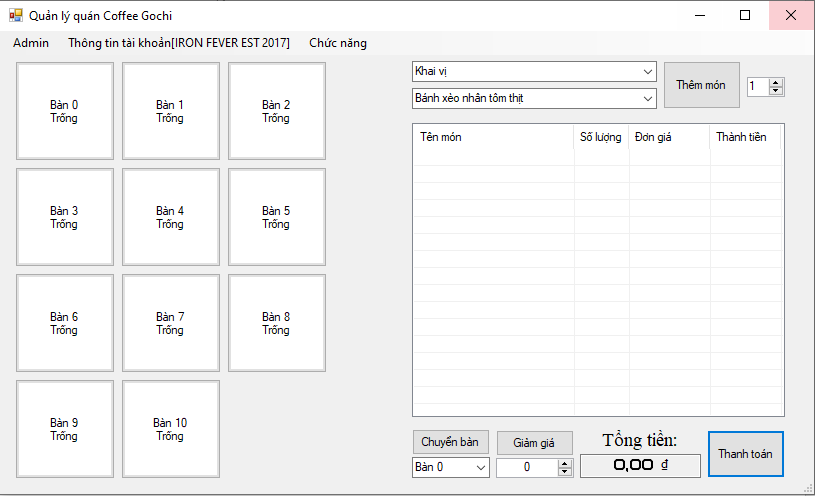 Quản lý quán Coffee Gochi
Admin Thông tin tài khoản[IRON FEVER EST 2017] Chức năng
Bàn 0
Trống
Bàn 1
Trống
Bàn 2
Trống
Bàn 3
Trống
Bàn 4
Trống
Bàn 5
Trống
Bàn 6
Trống
Bàn 7
Trống
Bàn 8
Trống
Bàn 9
Trống
Bàn 10
Trống
Khai vị
Bánh xèo nhân tôm thịt
Thêm món
1
Tên món Số lượng Đơn giá Thành tiền
Chuyển bàn
Bàn 0
Giảm giá
0
Tổng tiền:
0,00 ₫
Thanh toán